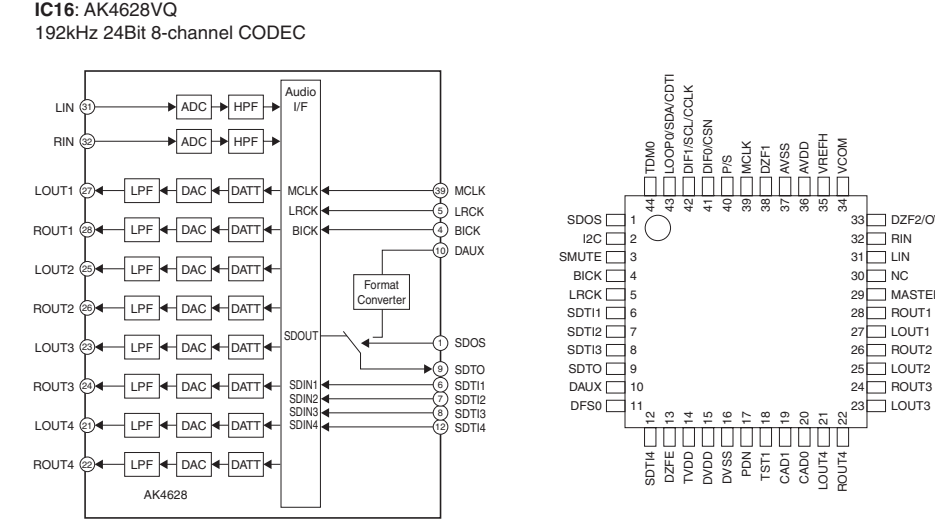 IC16: AK4628VQ
192kHz 24Bit 8-channel CODEC
Audio
I/F
LIN 31 ADC HPF
RIN 32 ADC HPF
LOUT1 27 LPF DAC DATT MCLK 39 MCLK
LRCK 5 LRCK
ROUT1 28 LPF DAC DATT BICK 4 BICK
10 DAUX
LOUT2 25 LPF DAC DATT
Format
Converter
ROUT2 26 LPF DAC DATT
SDOUT 1 SDOS
LOUT3 23 LPF DAC DATT
9 SDTO
ROUT3 24 LPF DAC DATT SDIN1 6 SDTI1
SDIN2 7 SDTI2
SDIN3 8 SDTI3
LOUT4 21 LPF DAC DATT SDIN4 12 SDTI4
ROUT4 22 LPF DAC DATT
AK4628
44 TDM0
43 LOOP0/SDA/CDTI
42 DIF1/SCL/CCLK
41 DIF0/CSN
40 P/S
39 MCLK
38 DZF1
37 AVSS
36 AVDD
35 VREFH
34 VCOM
SDOS 1
I2C 2
SMUTE 3
BICK 4
LRCK 5
SDTI1 6
SDTI2 7
SDTI3 8
SDTO 9
DAUX 10
DFS0 11
33 DZF2/O
32 RIN
31 LIN
30 NC
29 MASTE
28 ROUT1
27 LOUT1
26 ROUT2
25 LOUT2
24 ROUT3
23 LOUT3
SDTI4 12
DZFE 13
TVDD 14
DVDD 15
DVSS 16
PDN 17
TST1 18
CAD1 19
CAD0 20
LOUT4 21
ROUT4 22